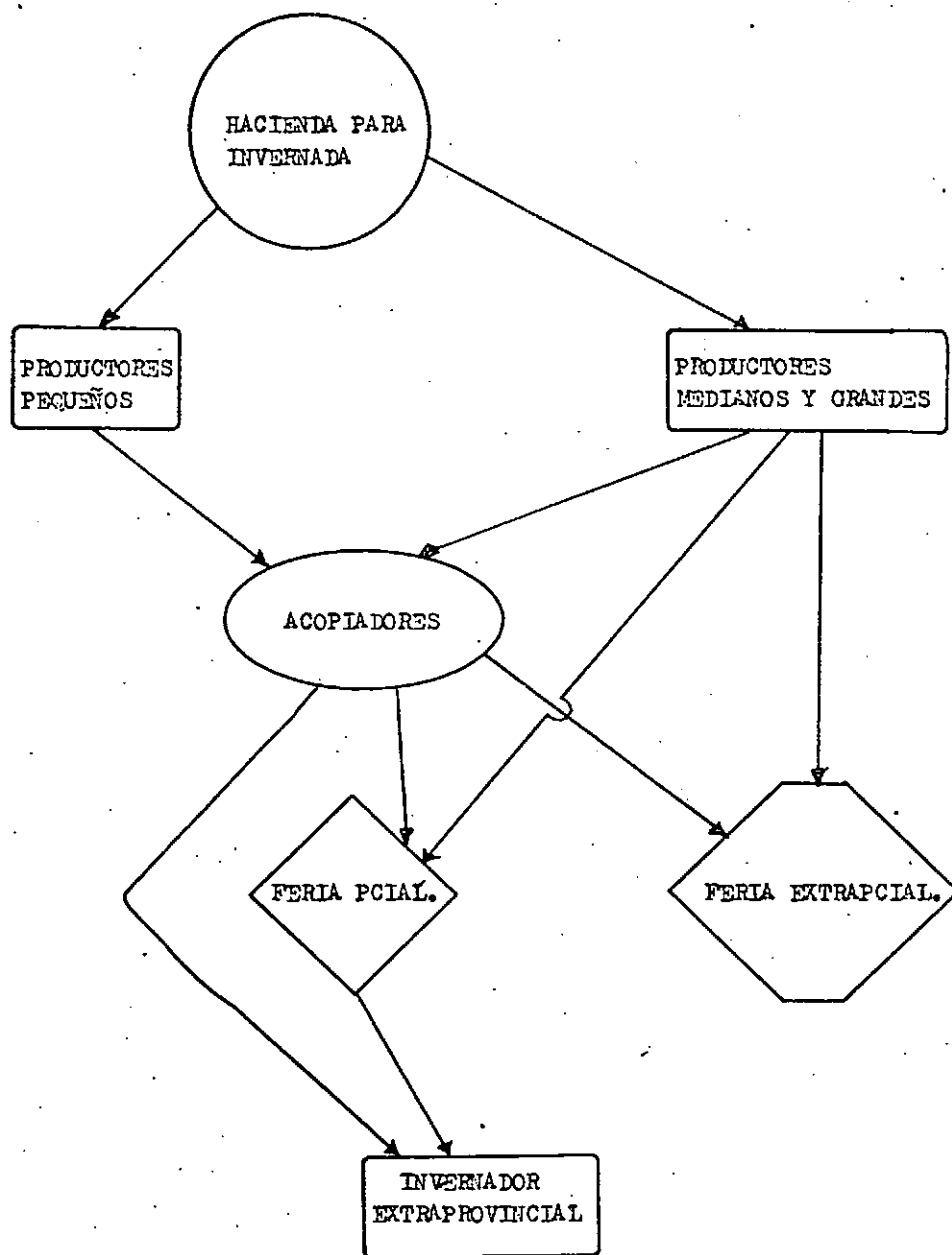 HACIENDA PARA
INVERNADA
PRODUCTORES
PEQUEÑOS
PRODUCTORES
MEDIANOS Y GRANDES
ACOPIADORES
FERIA PCIAL.
FERIA EXTRAPCIAL.
INVERNADOR
EXTRAPROVINCIAL